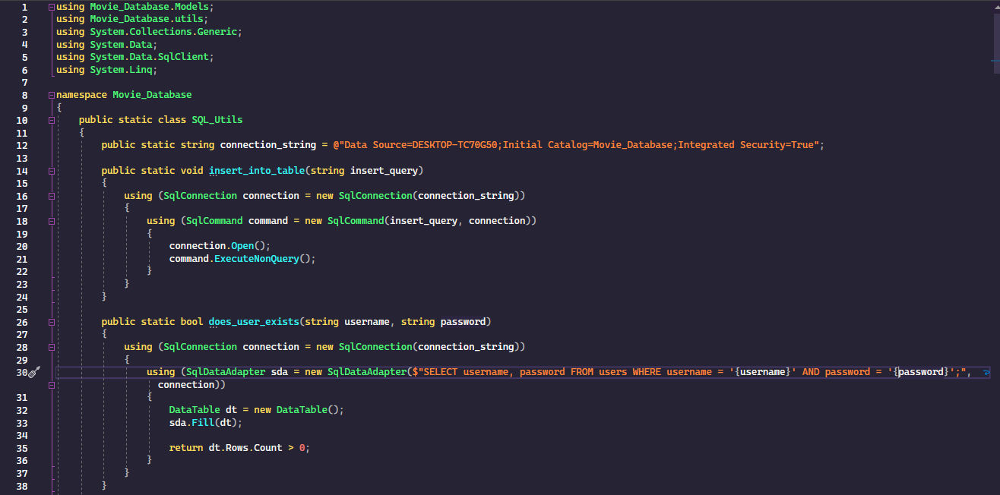 1 using Movie_Database.Models;
2 using Movie_Database.utils;
3 using System.Collections.Generic;
4 using System.Data;
5 using System.Data.SqlClient;
6 using System.Linq;
7
8 namespace Movie_Database
9 {
10 public static class SQL_Utils
11 {
12 public static string connection_string = @"Data Source=DESKTOP-TC70G50;Initial Catalog=Movie_Database;Integrated Security=True";
13
14 public static void insert_into_table(string insert_query)
15 {
16 using (SqlConnection connection = new SqlConnection(connection_string))
17 {
18 using (SqlCommand command = new SqlCommand(insert_query, connection))
19 {
20 connection.Open();
21 command.ExecuteNonQuery();
22 }
23 }
24 }
25
26 public static bool does_user_exists(string username, string password)
27 {
28 using (SqlConnection connection = new SqlConnection(connection_string))
29 {
30 using (SqlDataAdapter sda = new SqlDataAdapter($"SELECT username, password FROM users WHERE username = '{username}' AND password = '{password}';",
connection))
31 {
32 DataTable dt = new DataTable();
33 sda.Fill(dt);
34
35 return dt.Rows.Count > 0;
36 }
37 }
38 }